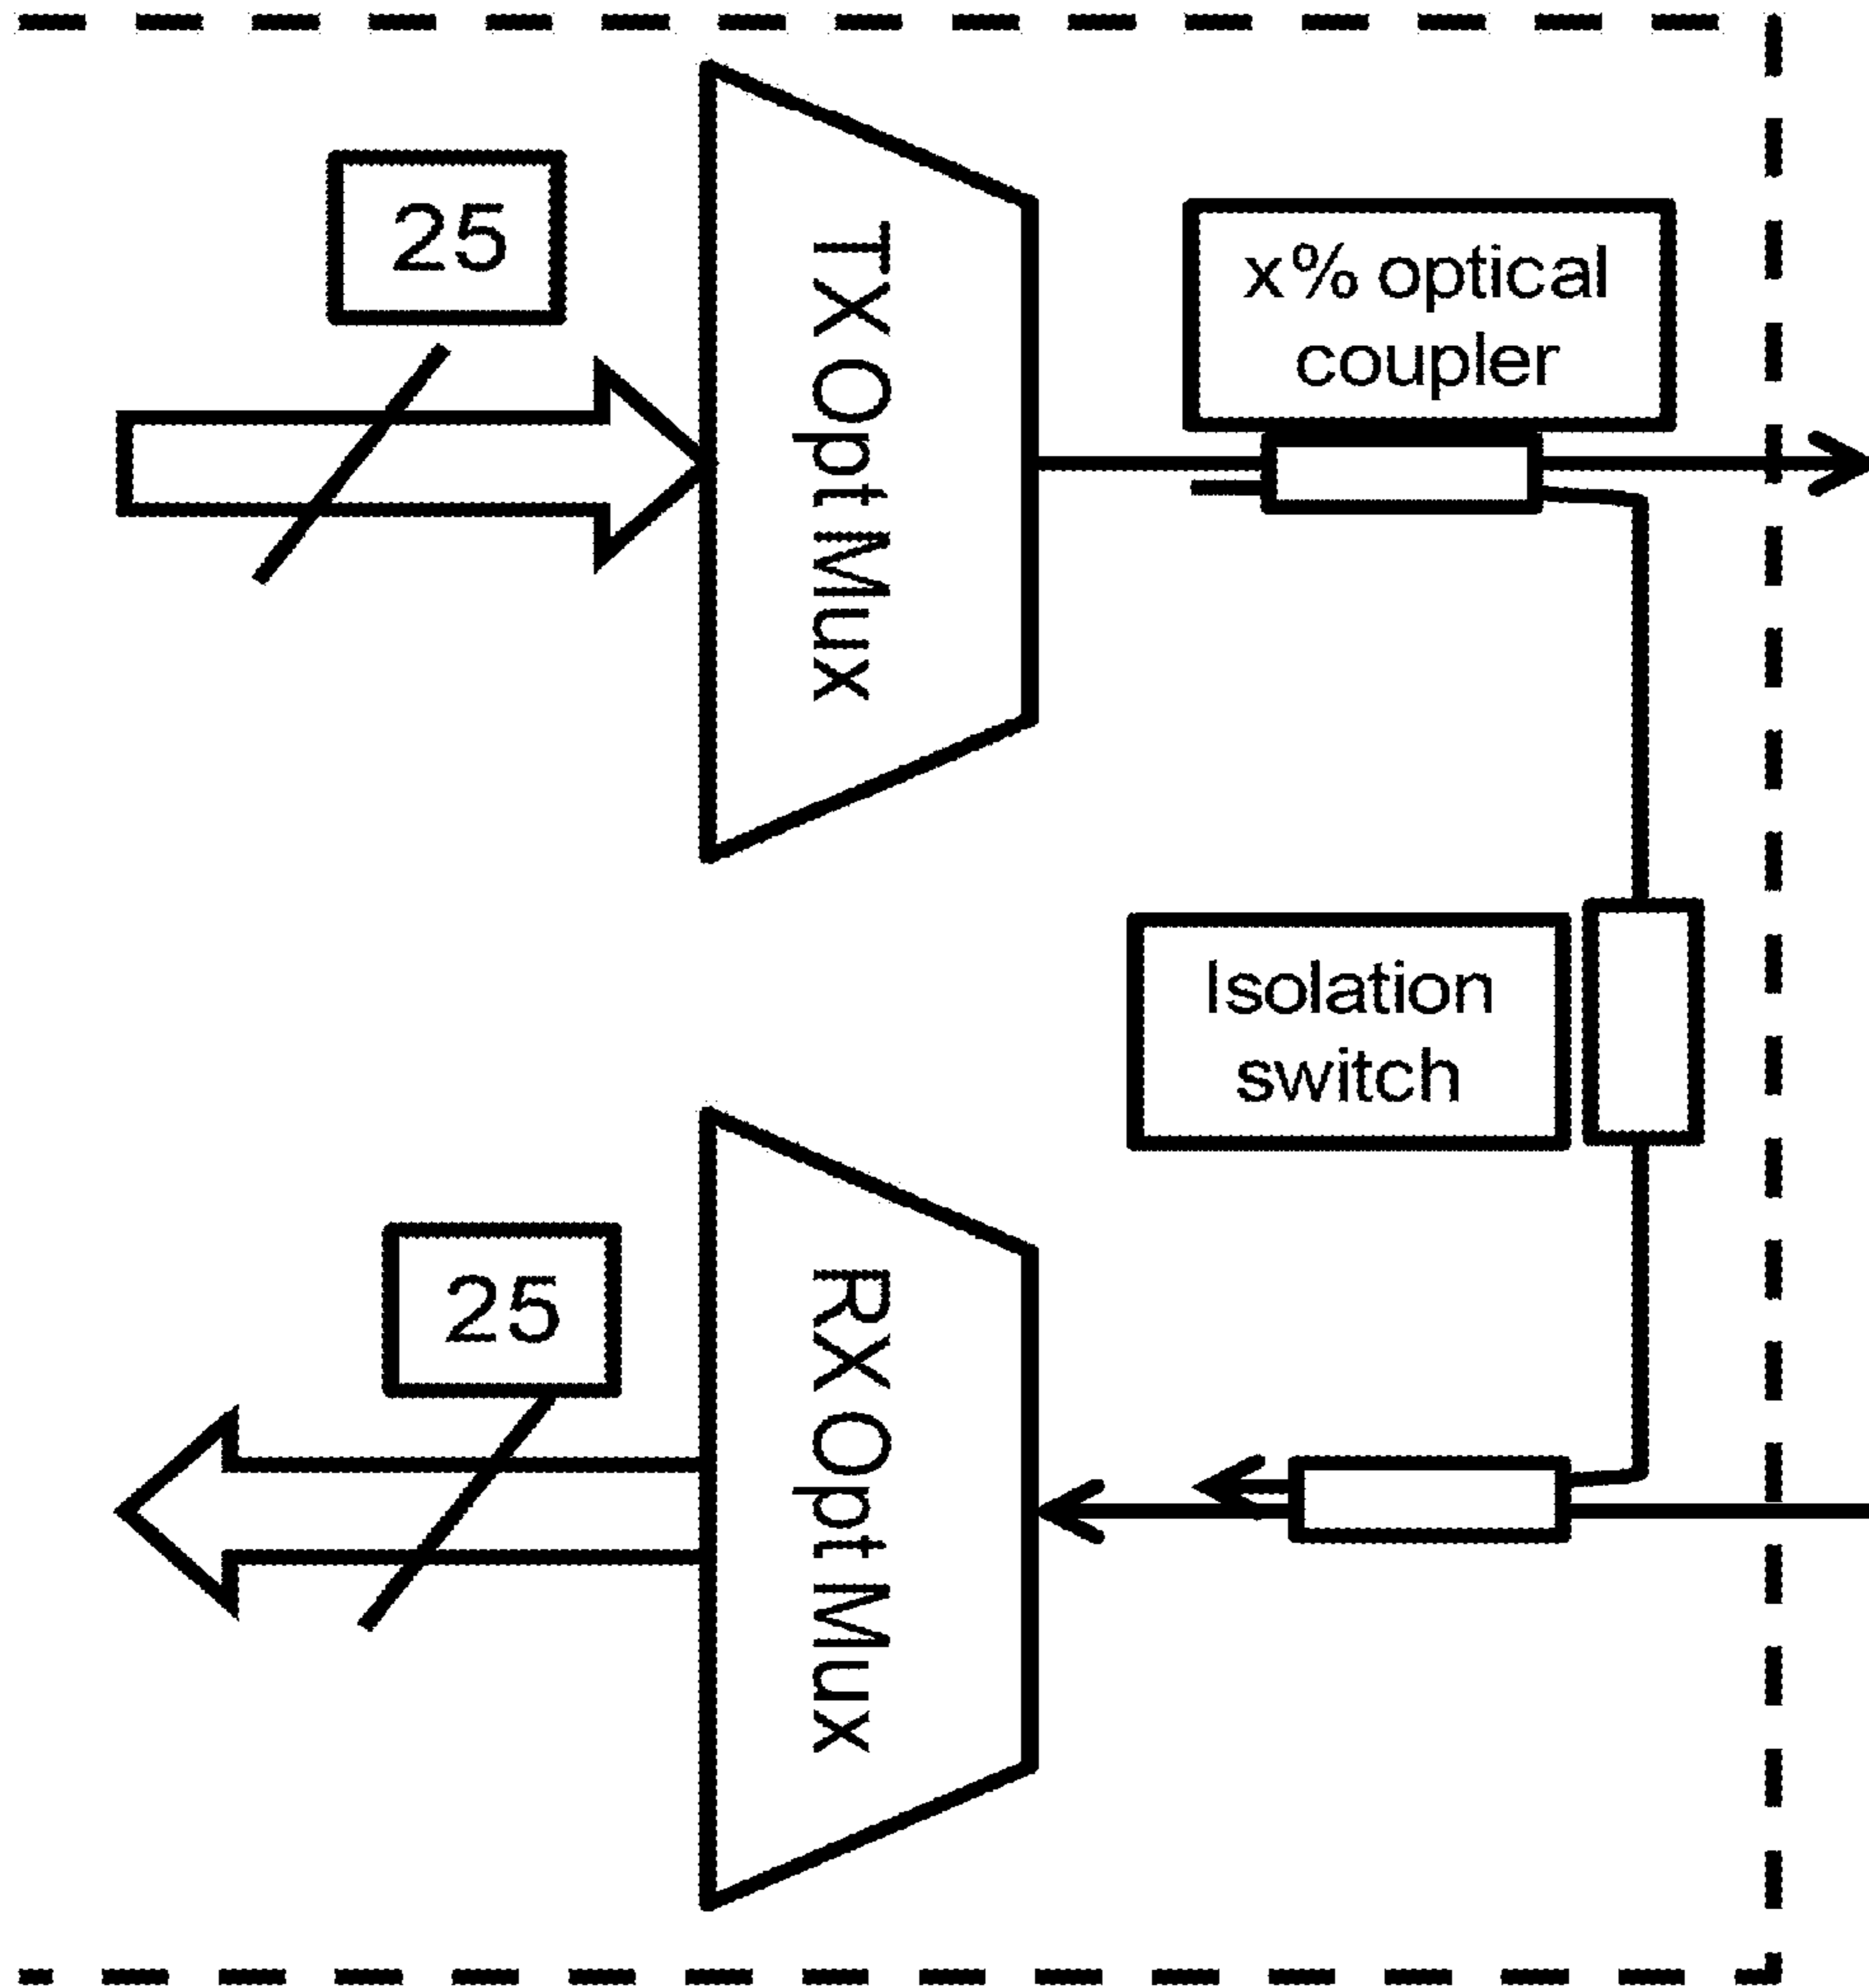 25
TX Opt Mux
x% optical
coupler
Isolation
switch
25
RX Opt Mux